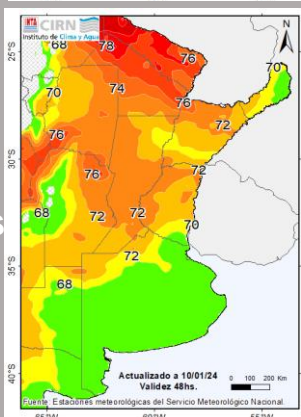 INTA CIRN
Instituto de Clima y Agua
N
25°S
68
78
76
70
70
74
76
72
76
30°S
72
76
68
72
72
70
72
35°S
68
40°S
Actualizado a 10/01/24
Validez 48hs.
0 100 200 Km
Fuente: Estaciones meteorológicas del Servicio Meteorológico Nacional.
65°W
60°W